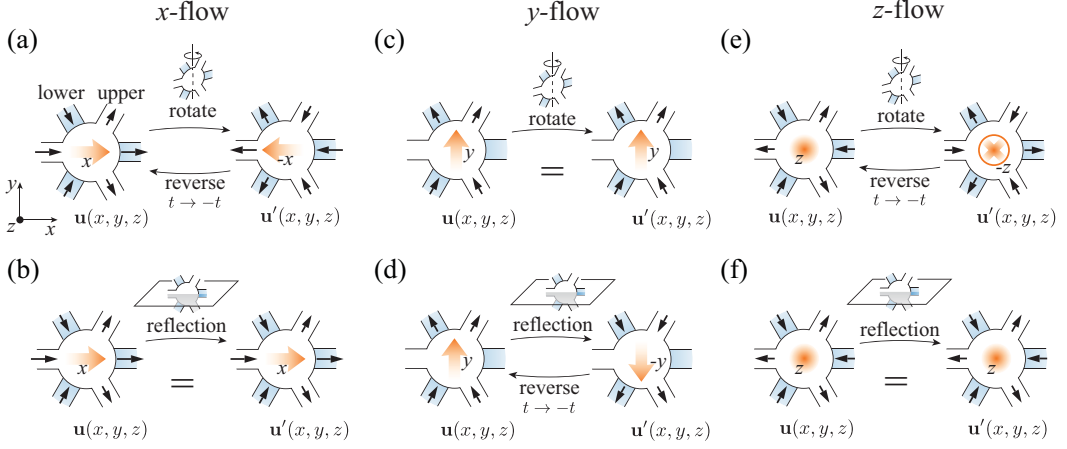 x-flow
y-flow
z-flow
(a)
(c)
(e)
lower
upper
rotate
rotate
rotate
x
-x
y
y
z
-z
=
reverse
t → −t
reverse
t → −t
y
z
x
u(x, y, z)
u′(x, y, z)
u(x, y, z)
u′(x, y, z)
u(x, y, z)
u′(x, y, z)
(b)
(d)
(f)
reflection
reflection
reflection
x
x
y
-y
z
z
=
=
reverse
t → −t
u(x, y, z)
u′(x, y, z)
u(x, y, z)
u′(x, y, z)
u(x, y, z)
u′(x, y, z)